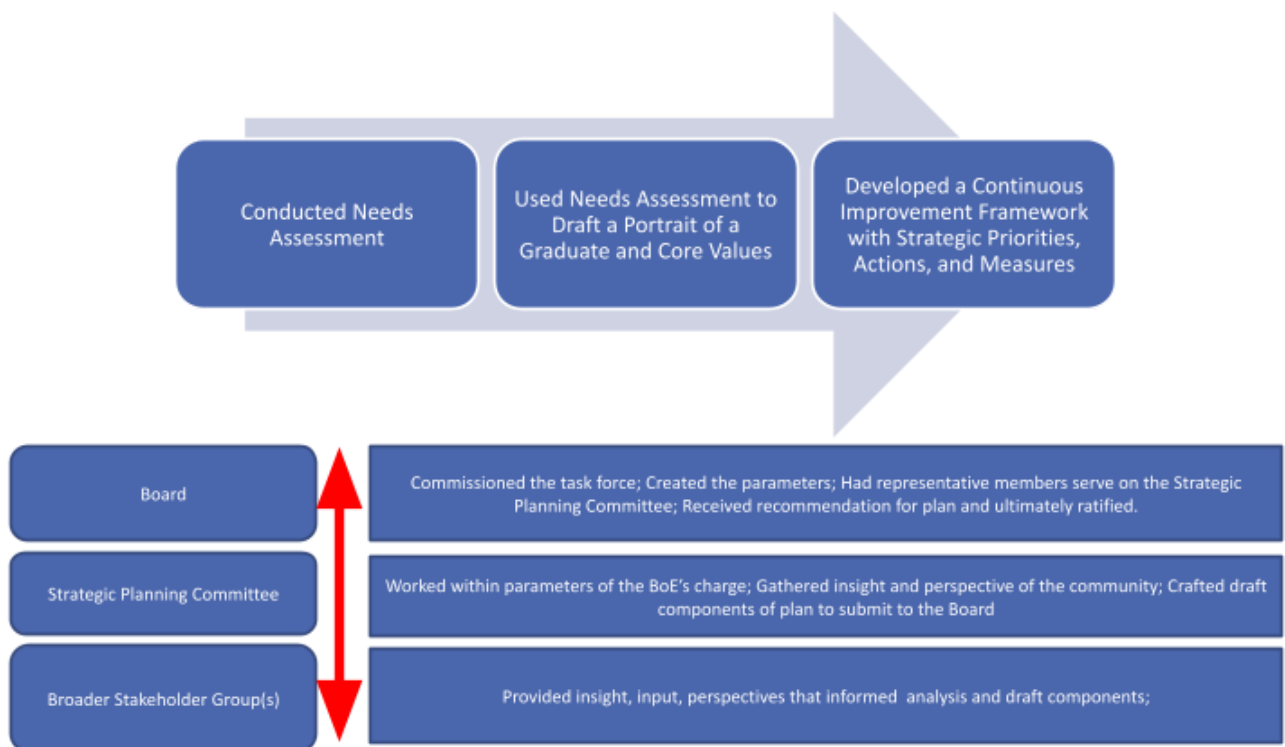 Conducted Needs
Assessment
Used Needs Assessment to
Draft a Portrait of a
Graduate and Core Values
Developed a Continuous
Improvement Framework
with Strategic Priorities,
Actions, and Measures
Board
Commissioned the task force; Created the parameters; Had representative members serve on the Strategic
Planning Committee; Received recommendation for plan and ultimately ratified.
Strategic Planning Committee
Worked within parameters of the BoE's charge; Gathered insight and perspective of the community; Crafted draft
components of plan to submit to the Board
Broader Stakeholder Group(s)
Provided insight, input, perspectives that informed  analysis and draft components;